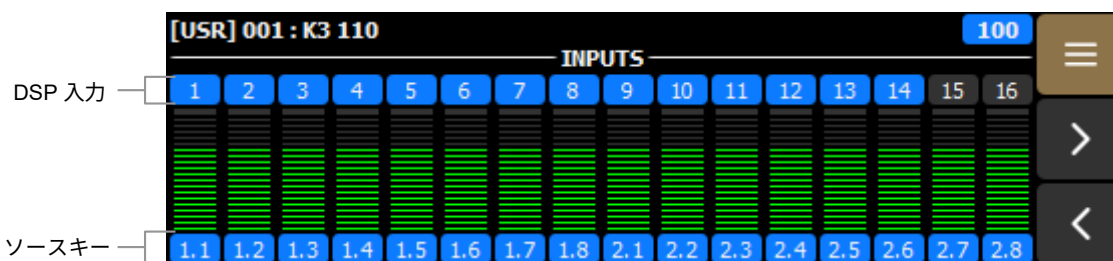 [USR] 001 : K3 110 100
INPUTS
DSP 入力 1 2 3 4 5 6 7 8 9 10 11 12 13 14 15 16
ソースキー 1.1 1.2 1.3 1.4 1.5 1.6 1.7 1.8 2.1 2.2 2.3 2.4 2.5 2.6 2.7 2.8